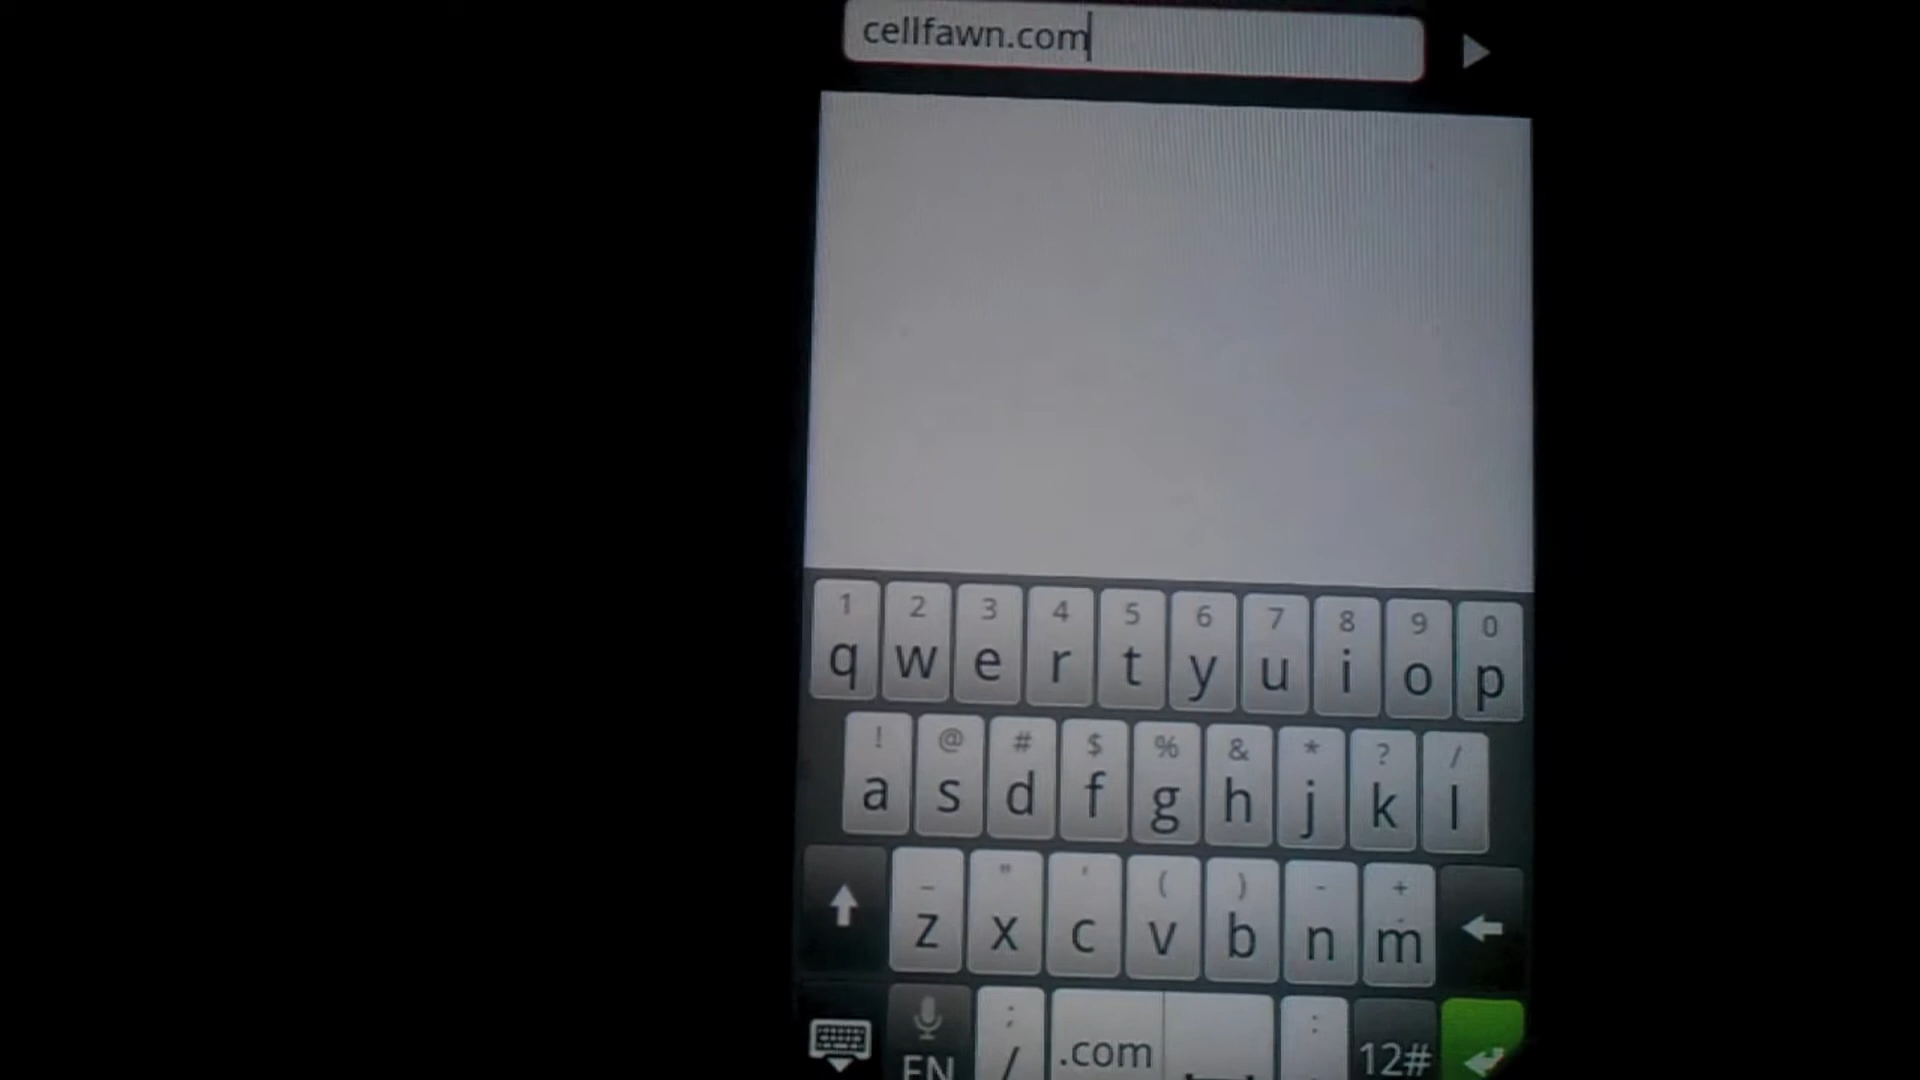 cellfawn.com
1 2 3 4 5 6 7 8 9 0
q w e r t y u i o p
! @ # $ % & * ? /
a s d f g h j k l
_ " ' ( ) - +
z x c v b n m
; :
EN / .com 12#